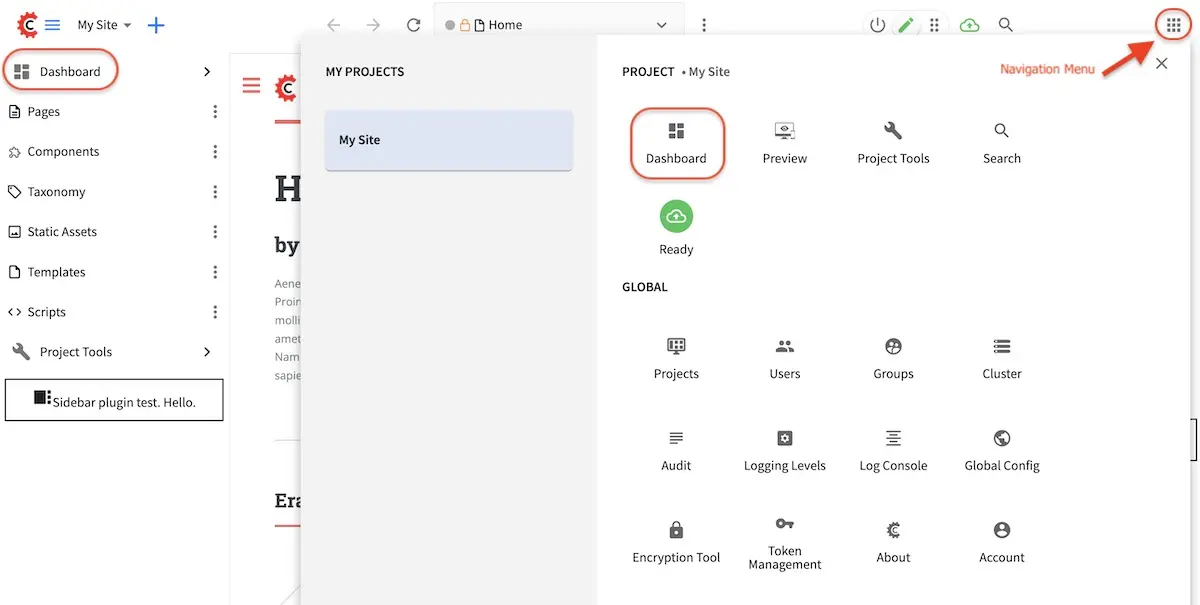 My Site
Home
Navigation Menu
Dashboard
Pages
Components
Taxonomy
Static Assets
Templates
Scripts
Project Tools
Sidebar plugin test. Hello.
C
H
by
Aene
Proin
molli
amet
Nam
sapie
Era
MY PROJECTS
My Site
PROJECT • My Site
Dashboard
Preview
Project Tools
Search
Ready
GLOBAL
Projects
Users
Groups
Cluster
Audit
Logging Levels
Log Console
Global Config
Encryption Tool
Token
Management
About
Account